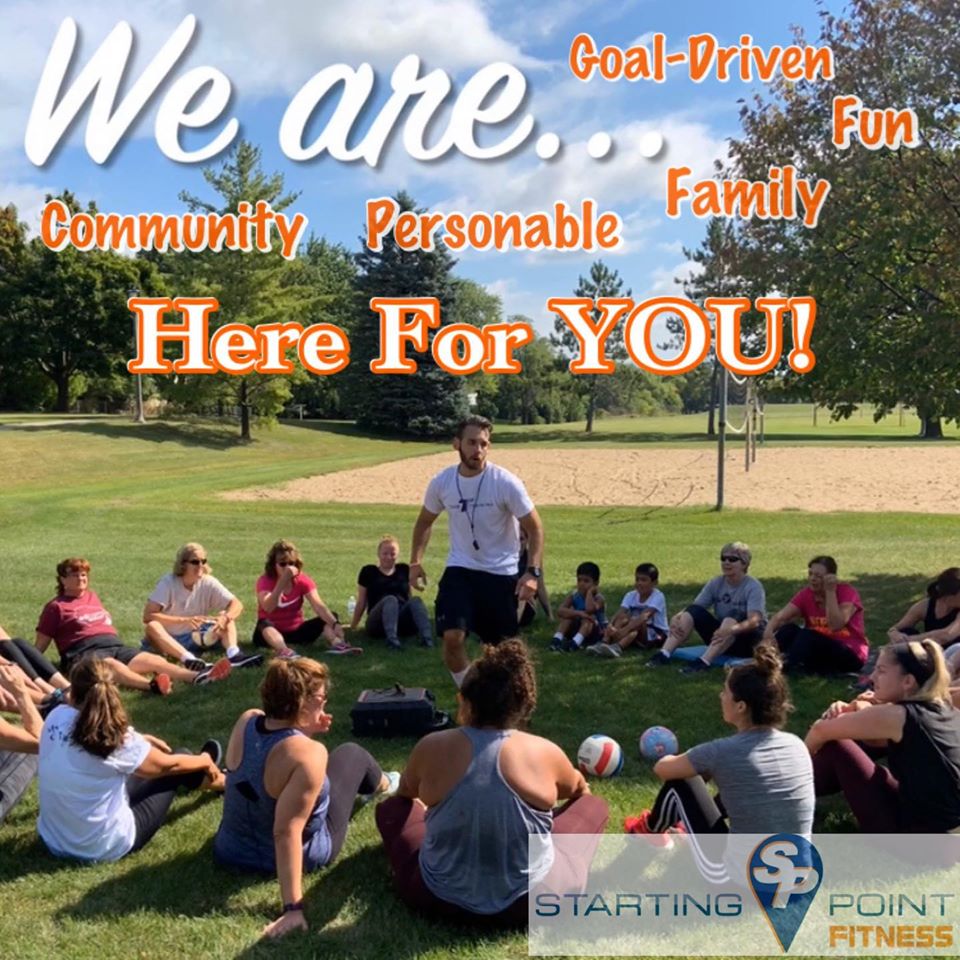 We are...
Goal-Driven
Fun
Family
Community
Personable
Here For YOU!
SP
STARTING POINT
FITNESS